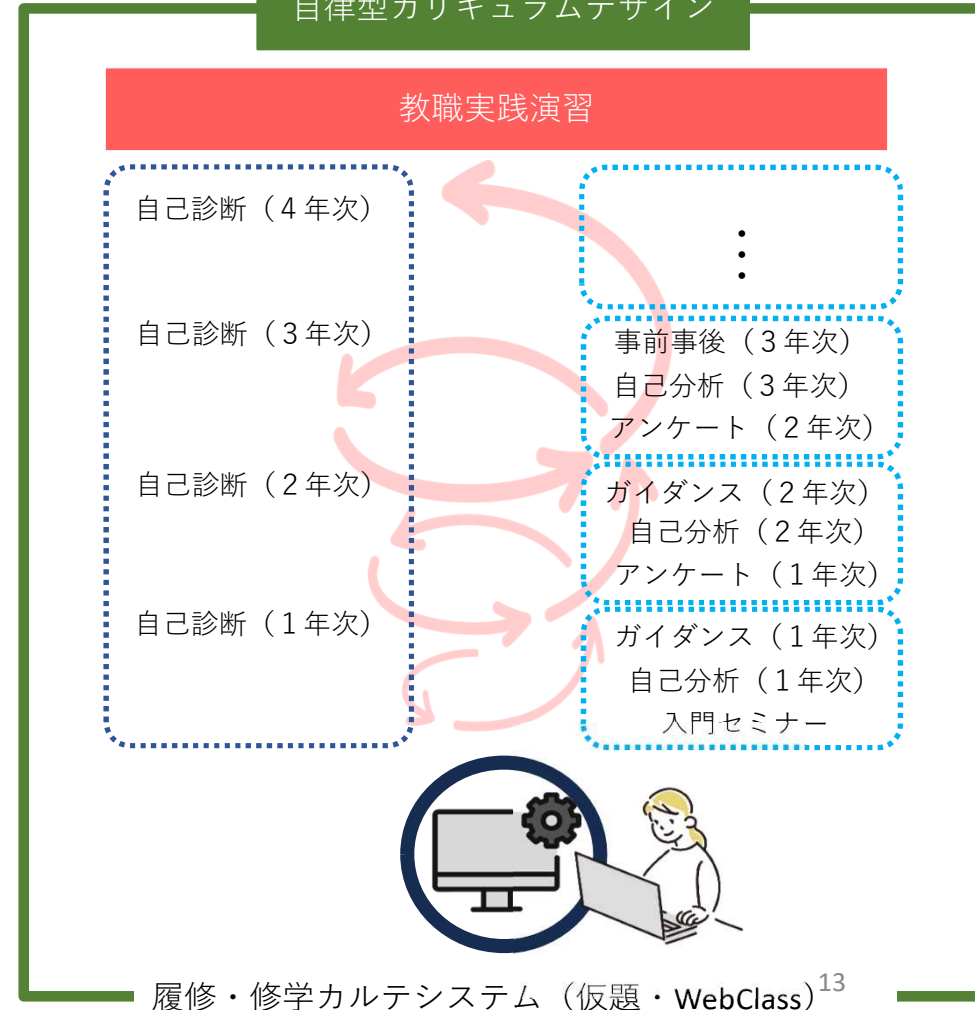 自律型カリキュラムデザイン
教職実践演習
自己診断（４年次）
自己診断（３年次）
自己診断（２年次）
自己診断（１年次）
⋮
事前事後（３年次）
自己分析（３年次）
アンケート（２年次）
ガイダンス（２年次）
自己分析（２年次）
アンケート（１年次）
ガイダンス（１年次）
自己分析（１年次）
入門セミナー
履修・修学カルテシステム（仮題・WebClass）
13